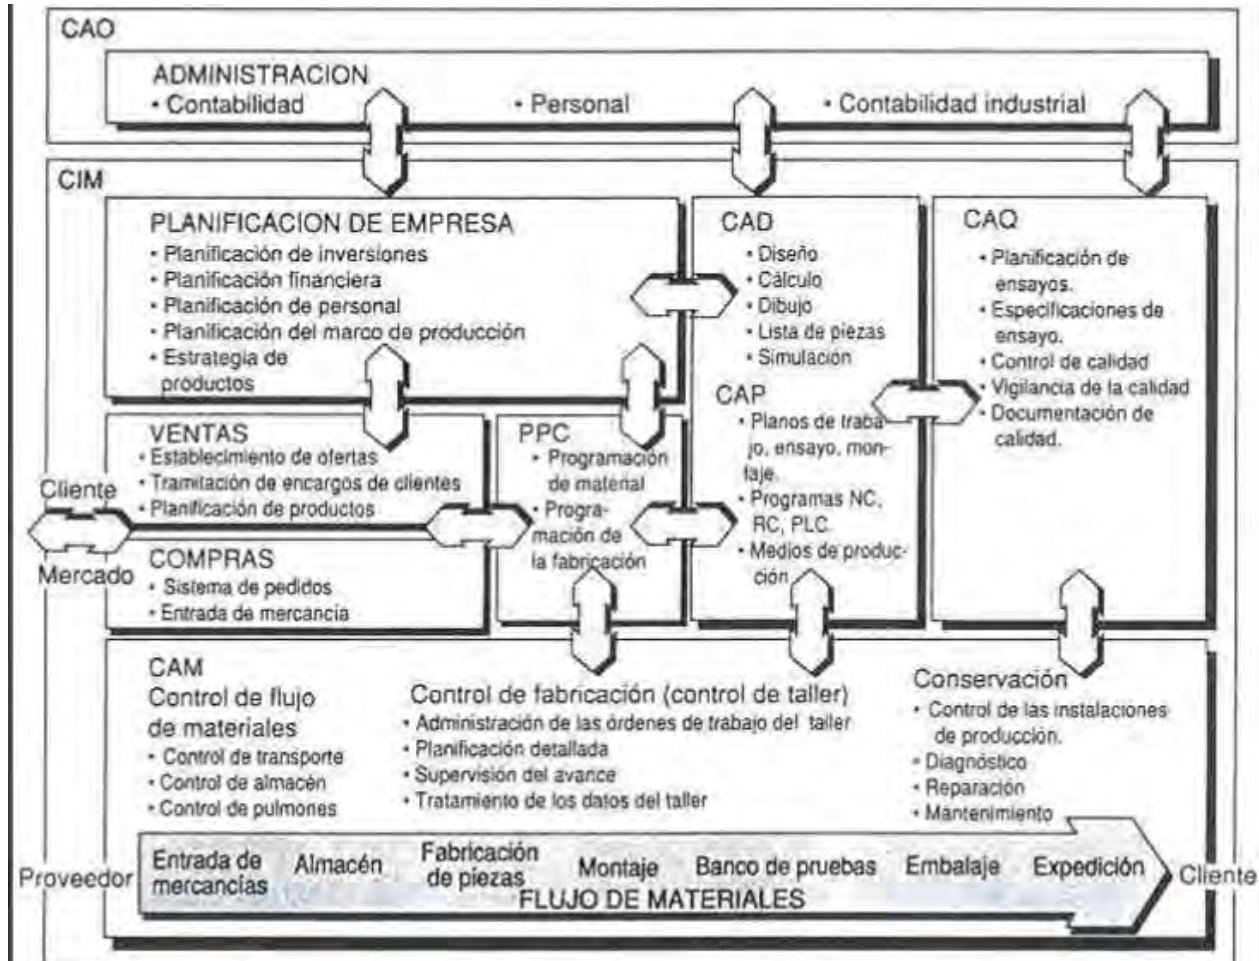 CAO
ADMINISTRACION
• Contabilidad
• Personal
• Contabilidad industrial
CIM
PLANIFICACION DE EMPRESA
• Planificación de inversiones
• Planificación financiera
• Planificación de personal
• Planificación del marco de producción
• Estrategia de
productos
CAD
• Diseño
• Cálculo
• Dibujo
• Lista de piezas
• Simulación
CAP
• Planos de traba-
jo, ensayo, mon-
taje.
• Programas NC,
RC, PLC.
• Medios de produc-
ción
CAQ
• Planificación de
ensayos.
• Especificaciones de
ensayo.
• Control de calidad
• Vigilancia de la calidad
• Documentación de
calidad.
VENTAS
• Establecimiento de ofertas
• Tramitación de encargos de clientes
• Planificación de productos
Cliente
Mercado
COMPRAS
• Sistema de pedidos
• Entrada de mercancía
PPC
• Programación
de material
• Progra-
mación de
la fabricación
CAM
Control de flujo
de materiales
• Control de transporte
• Control de almacén
• Control de pulmones
Control de fabricación (control de taller)
• Administración de las órdenes de trabajo del taller
• Planificación detallada
• Supervisión del avance
• Tratamiento de los datos del taller
Conservación
• Control de las instalaciones
de producción.
• Diagnóstico
• Reparación
• Mantenimiento
Proveedor
Entrada de
mercancías
Almacén
Fabricación
de piezas
Montaje
Banco de pruebas
Embalaje
Expedición
Cliente
FLUJO DE MATERIALES